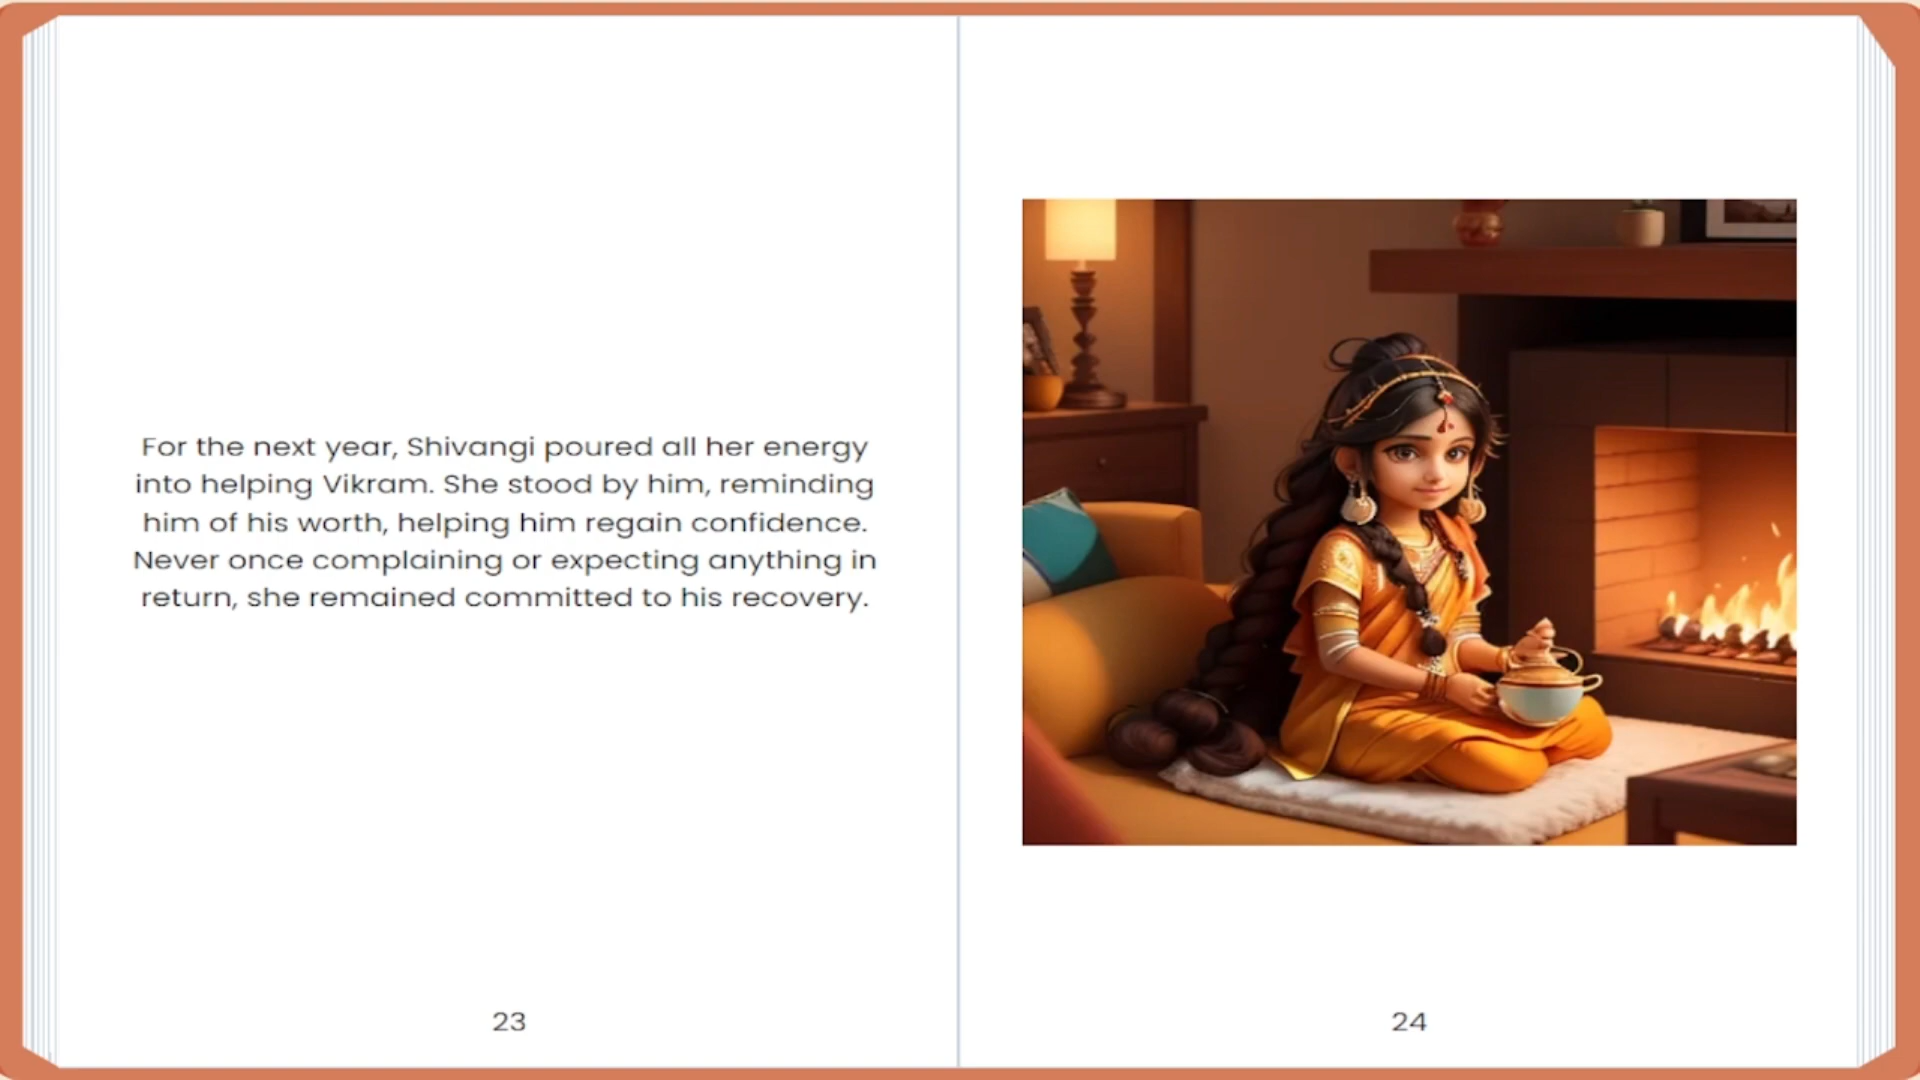 For the next year, Shivangi poured all her energy
into helping Vikram. She stood by him, reminding
him of his worth, helping him regain confidence.
Never once complaining or expecting anything in
return, she remained committed to his recovery.
23
24